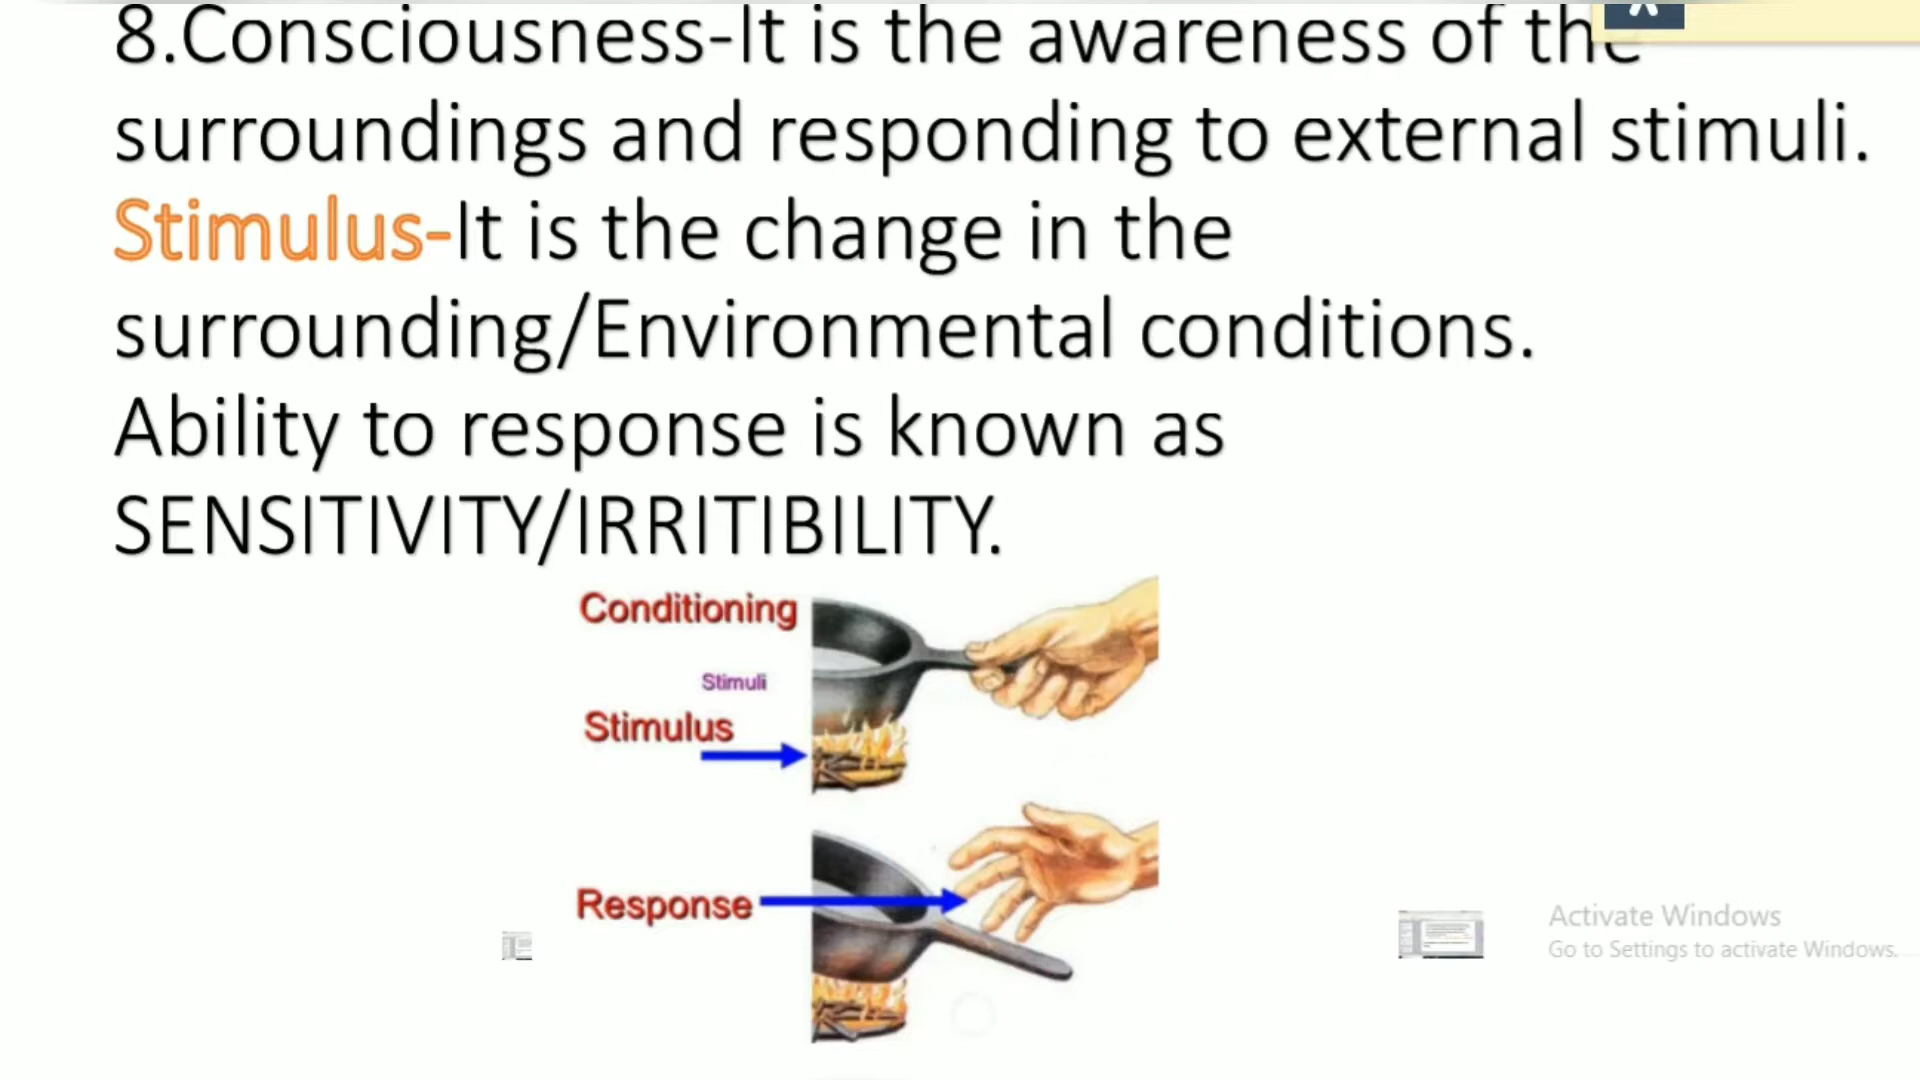 8.Consciousness-It is the awareness of the
surroundings and responding to external stimuli.
Stimulus-It is the change in the
surrounding/Environmental conditions.
Ability to response is known as
SENSITIVITY/IRRITIBILITY.
Conditioning
Stimuli
Stimulus
Response
Activate Windows
Go to Settings to activate Windows.